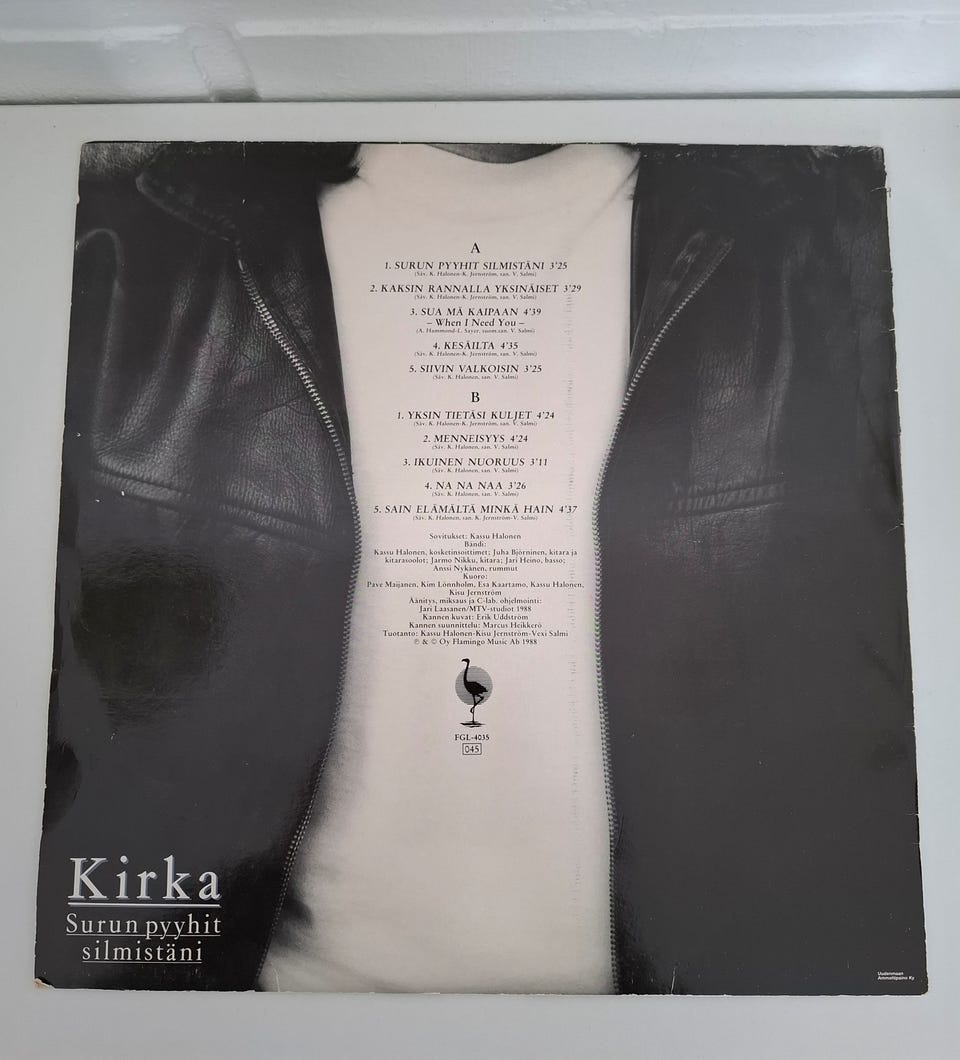 A
1. SURUN PYYHIT SILMISTÄNI 3'25
(Säv. K. Halonen-K. Jernström, san. V. Salmi)
2. KAKSIN RANNALLA YKSINÄISET 3'29
(Säv. K. Halonen-K. Jernström, san. V. Salmi)
3. SUA MÄ KAIPAAN 4'39
– When I Need You –
(A. Hammond-L. Sayer, suom.san. V. Salmi)
4. KESÄILTA 4'35
(Säv. K. Halonen-K. Jernström, san. V. Salmi)
5. SIIVIN VALKOISIN 3'25
(Säv. K. Halonen, san. V. Salmi)
B
1. YKSIN TIETÄSI KULJET 4'24
(Säv. K. Halonen-K. Jernström, san. V. Salmi)
2. MENNEISYYS 4'24
(Säv. K. Halonen, san. V. Salmi)
3. IKUINEN NUORUUS 3'11
(Säv. K. Halonen, san. V. Salmi)
4. NA NA NAA 3'26
(Säv. K. Halonen, san. V. Salmi)
5. SAIN ELÄMÄLTÄ MINKÄ HAIN 4'37
(Säv. K. Halonen, san. K. Jernström-V. Salmi)
Sovitukset: Kassu Halonen
Bändi:
Kassu Halonen, kosketinsoittimet; Juha Björninen, kitara ja
kitarasoolot; Jarmo Nikku, kitara; Jari Heino, basso;
Anssi Nykänen, rummut
Kuoro:
Pave Maijanen, Kim Lönnholm, Esa Kaartamo, Kassu Halonen,
Kisu Jernström
Äänitys, miksaus ja C-lab. ohjelmointi:
Jari Laasanen/MTV-studiot 1988
Kannen kuvat: Erik Uddström
Kannen suunnittelu: Marcus Heikkerö
Tuotanto: Kassu Halonen-Kisu Jernström-Vexi Salmi
℗ & © Oy Flamingo Music Ab 1988
FGL-4035
045
Kirka
Surun pyyhit
silmistäni
Uudenmaan
Ammattipaino Ky